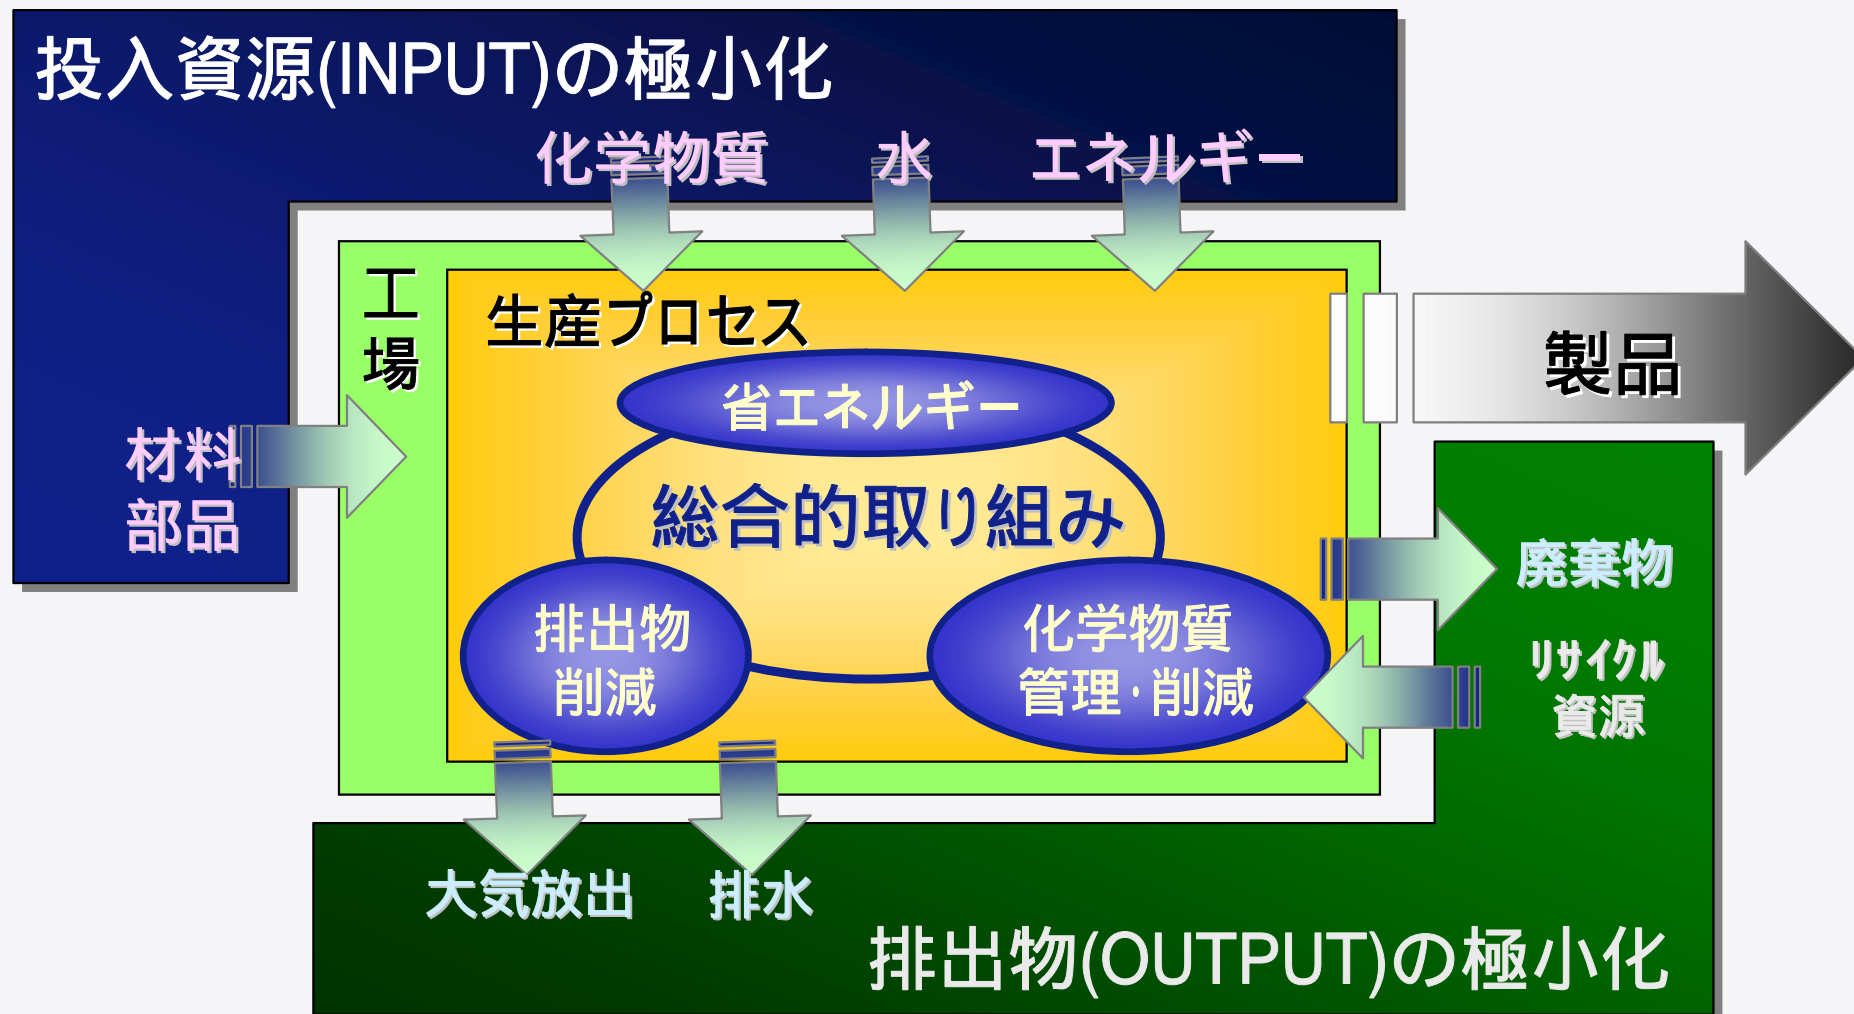 投入資源(INPUT)の極小化
化学物質
水
エネルギー
工
場
生産プロセス
製品
省エネルギー
材料
部品
総合的取り組み
廃棄物
排出物
削減
化学物質
管理・削減
リサイクル
資源
大気放出
排水
排出物(OUTPUT)の極小化